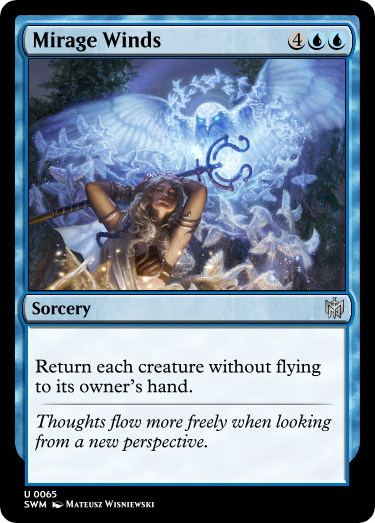 Mirage Winds 4
Sorcery
Return each creature without flying
to its owner's hand.
Thoughts flow more freely when looking
from a new perspective.
U 0065
SWM Mateusz Wisniewski